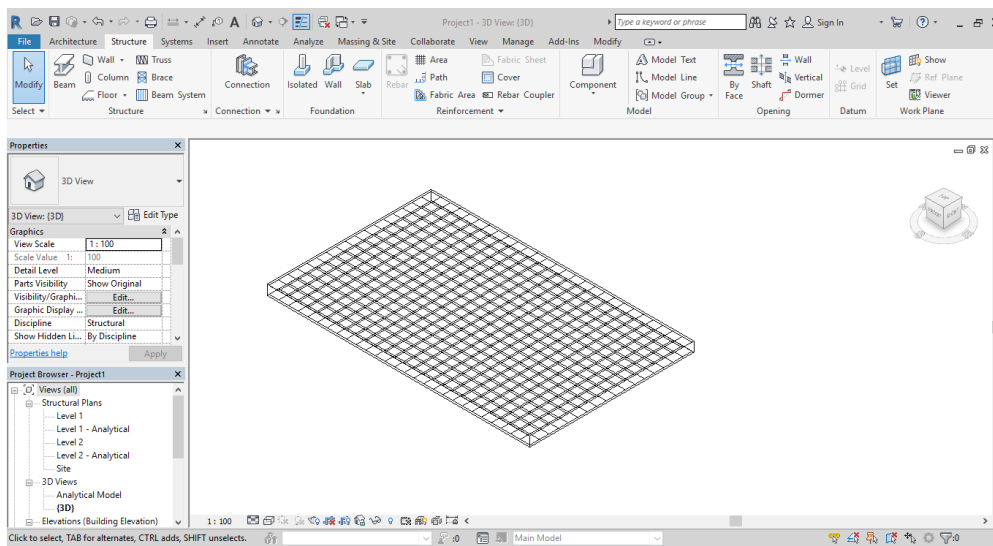 Project1 - 3D View: {3D}
Type a keyword or phrase
Sign In
File Architecture Structure Systems Insert Annotate Analyze Massing & Site Collaborate View Manage Add-Ins Modify
Modify
Select
Beam
Wall Truss
Column Brace
Floor Beam System
Structure
Connection
Connection
Isolated Wall Slab
Foundation
Rebar
Area Fabric Sheet
Path Cover
Fabric Area Rebar Coupler
Reinforcement
Component
Model Text
Model Line
Model Group
Model
By Face
Shaft
Wall
Vertical
Dormer
Opening
Level
Grid
Datum
Set
Show
Ref Plane
Viewer
Work Plane
Properties X
3D View
3D View: {3D} Edit Type
Graphics
View Scale 1 : 100
Scale Value 1: 100
Detail Level Medium
Parts Visibility Show Original
Visibility/Graphi... Edit...
Graphic Display ... Edit...
Discipline Structural
Show Hidden Li... By Discipline
Properties help Apply
Project Browser - Project1 X
Views (all)
Structural Plans
Level 1
Level 1 - Analytical
Level 2
Level 2 - Analytical
Site
3D Views
Analytical Model
{3D}
Elevations (Building Elevation)
1 : 100
Click to select, TAB for alternates, CTRL adds, SHIFT unselects. :0 Main Model :0